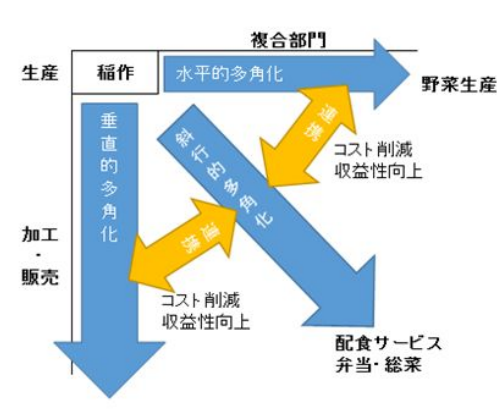 複合部門
生産
稲作
水平的多角化
野菜生産
垂直的多角化
斜行的多角化
連携
コスト削減
収益性向上
連携
加工
・
販売
コスト削減
収益性向上
配食サービス
弁当・総菜